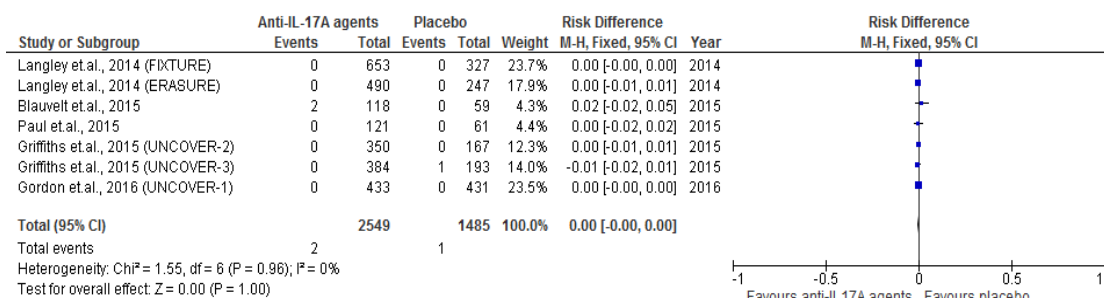 Anti-IL-17A agents Placebo Risk Difference Risk Difference
Study or Subgroup Events Total Events Total Weight M-H, Fixed, 95% CI Year M-H, Fixed, 95% CI
Langley et.al., 2014 (FIXTURE) 0 653 0 327 23.7% 0.00 [-0.00, 0.00] 2014
Langley et.al., 2014 (ERASURE) 0 490 0 247 17.9% 0.00 [-0.01, 0.01] 2014
Blauvelt et.al., 2015 2 118 0 59 4.3% 0.02 [-0.02, 0.05] 2015
Paul et.al., 2015 0 121 0 61 4.4% 0.00 [-0.02, 0.02] 2015
Griffiths et.al., 2015 (UNCOVER-2) 0 350 0 167 12.3% 0.00 [-0.01, 0.01] 2015
Griffiths et.al., 2015 (UNCOVER-3) 0 384 1 193 14.0% -0.01 [-0.02, 0.01] 2015
Gordon et.al., 2016 (UNCOVER-1) 0 433 0 431 23.5% 0.00 [-0.00, 0.00] 2016
Total (95% CI) 2549 1485 100.0% 0.00 [-0.00, 0.00]
Total events 2 1
Heterogeneity: Chi² = 1.55, df = 6 (P = 0.96); I² = 0%
Test for overall effect: Z = 0.00 (P = 1.00)
-1 -0.5 0 0.5 1
Favours anti-IL 17A agents Favours placebo